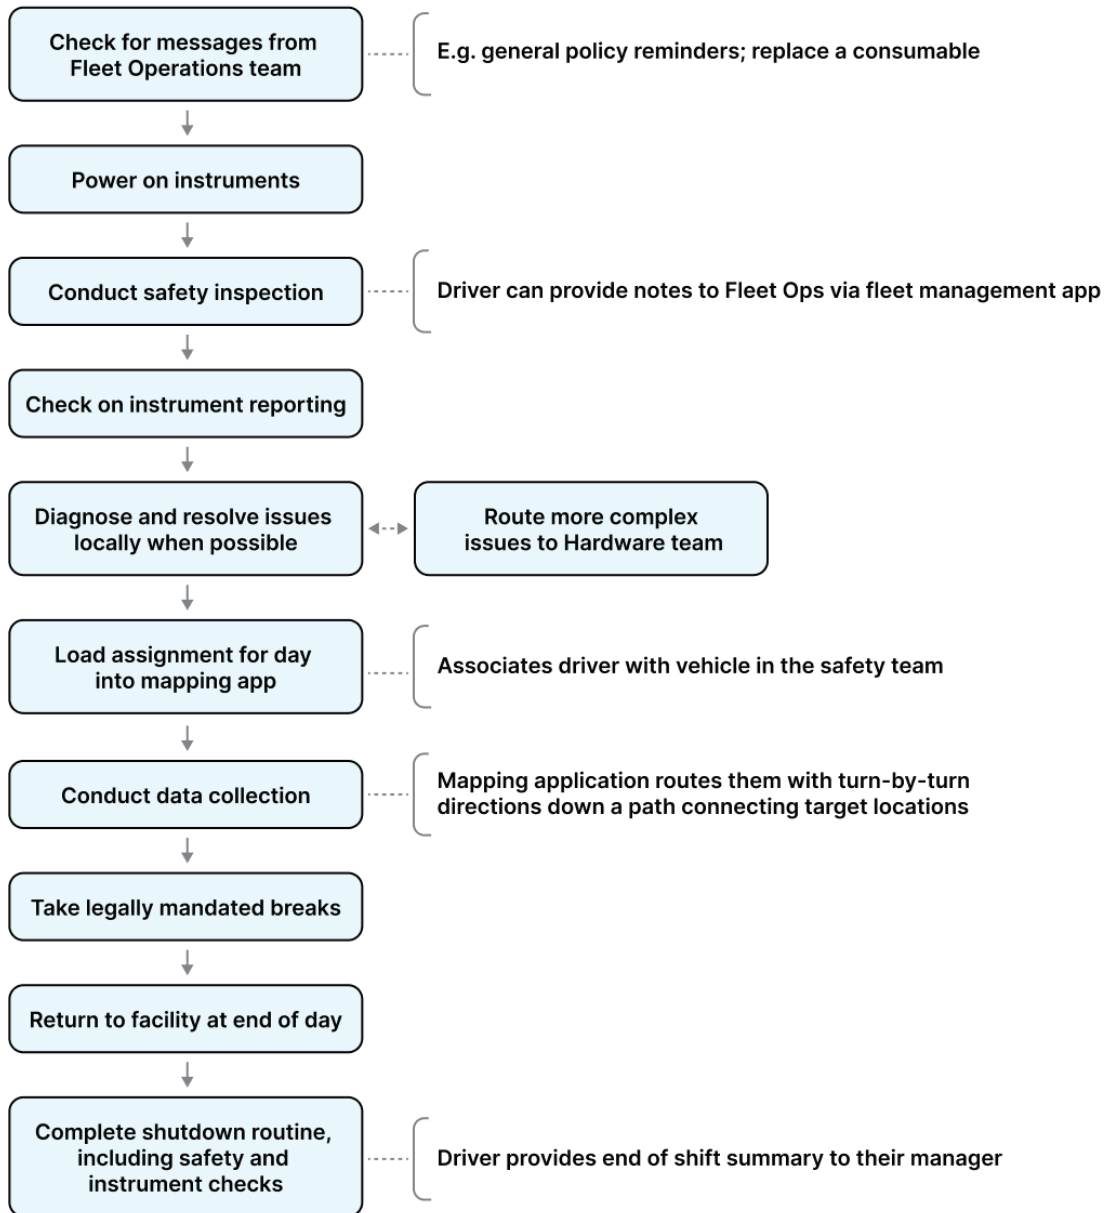 Check for messages from
Fleet Operations team
E.g. general policy reminders; replace a consumable
Power on instruments
Conduct safety inspection
Driver can provide notes to Fleet Ops via fleet management app
Check on instrument reporting
Diagnose and resolve issues
locally when possible
Route more complex
issues to Hardware team
Load assignment for day
into mapping app
Associates driver with vehicle in the safety team
Conduct data collection
Mapping application routes them with turn-by-turn
directions down a path connecting target locations
Take legally mandated breaks
Return to facility at end of day
Complete shutdown routine,
including safety and
instrument checks
Driver provides end of shift summary to their manager